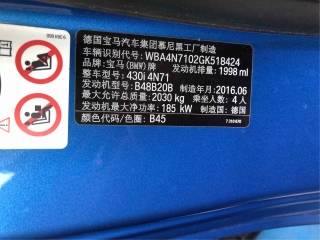 德国宝马汽车集团慕尼黑工厂制造
车辆识别代号: WBA4N7102GK518424
品牌: 宝马(BMW)牌 发动机排量: 1998 ml
整车型号: 430i 4N71
发动机型号: B48B20B 制造年月: 2016.06
最大允许总质量: 2030 kg 乘坐人数: 4 人
发动机最大净功率: 185 kW 制造国: 德国
颜色代码/色圈: B45